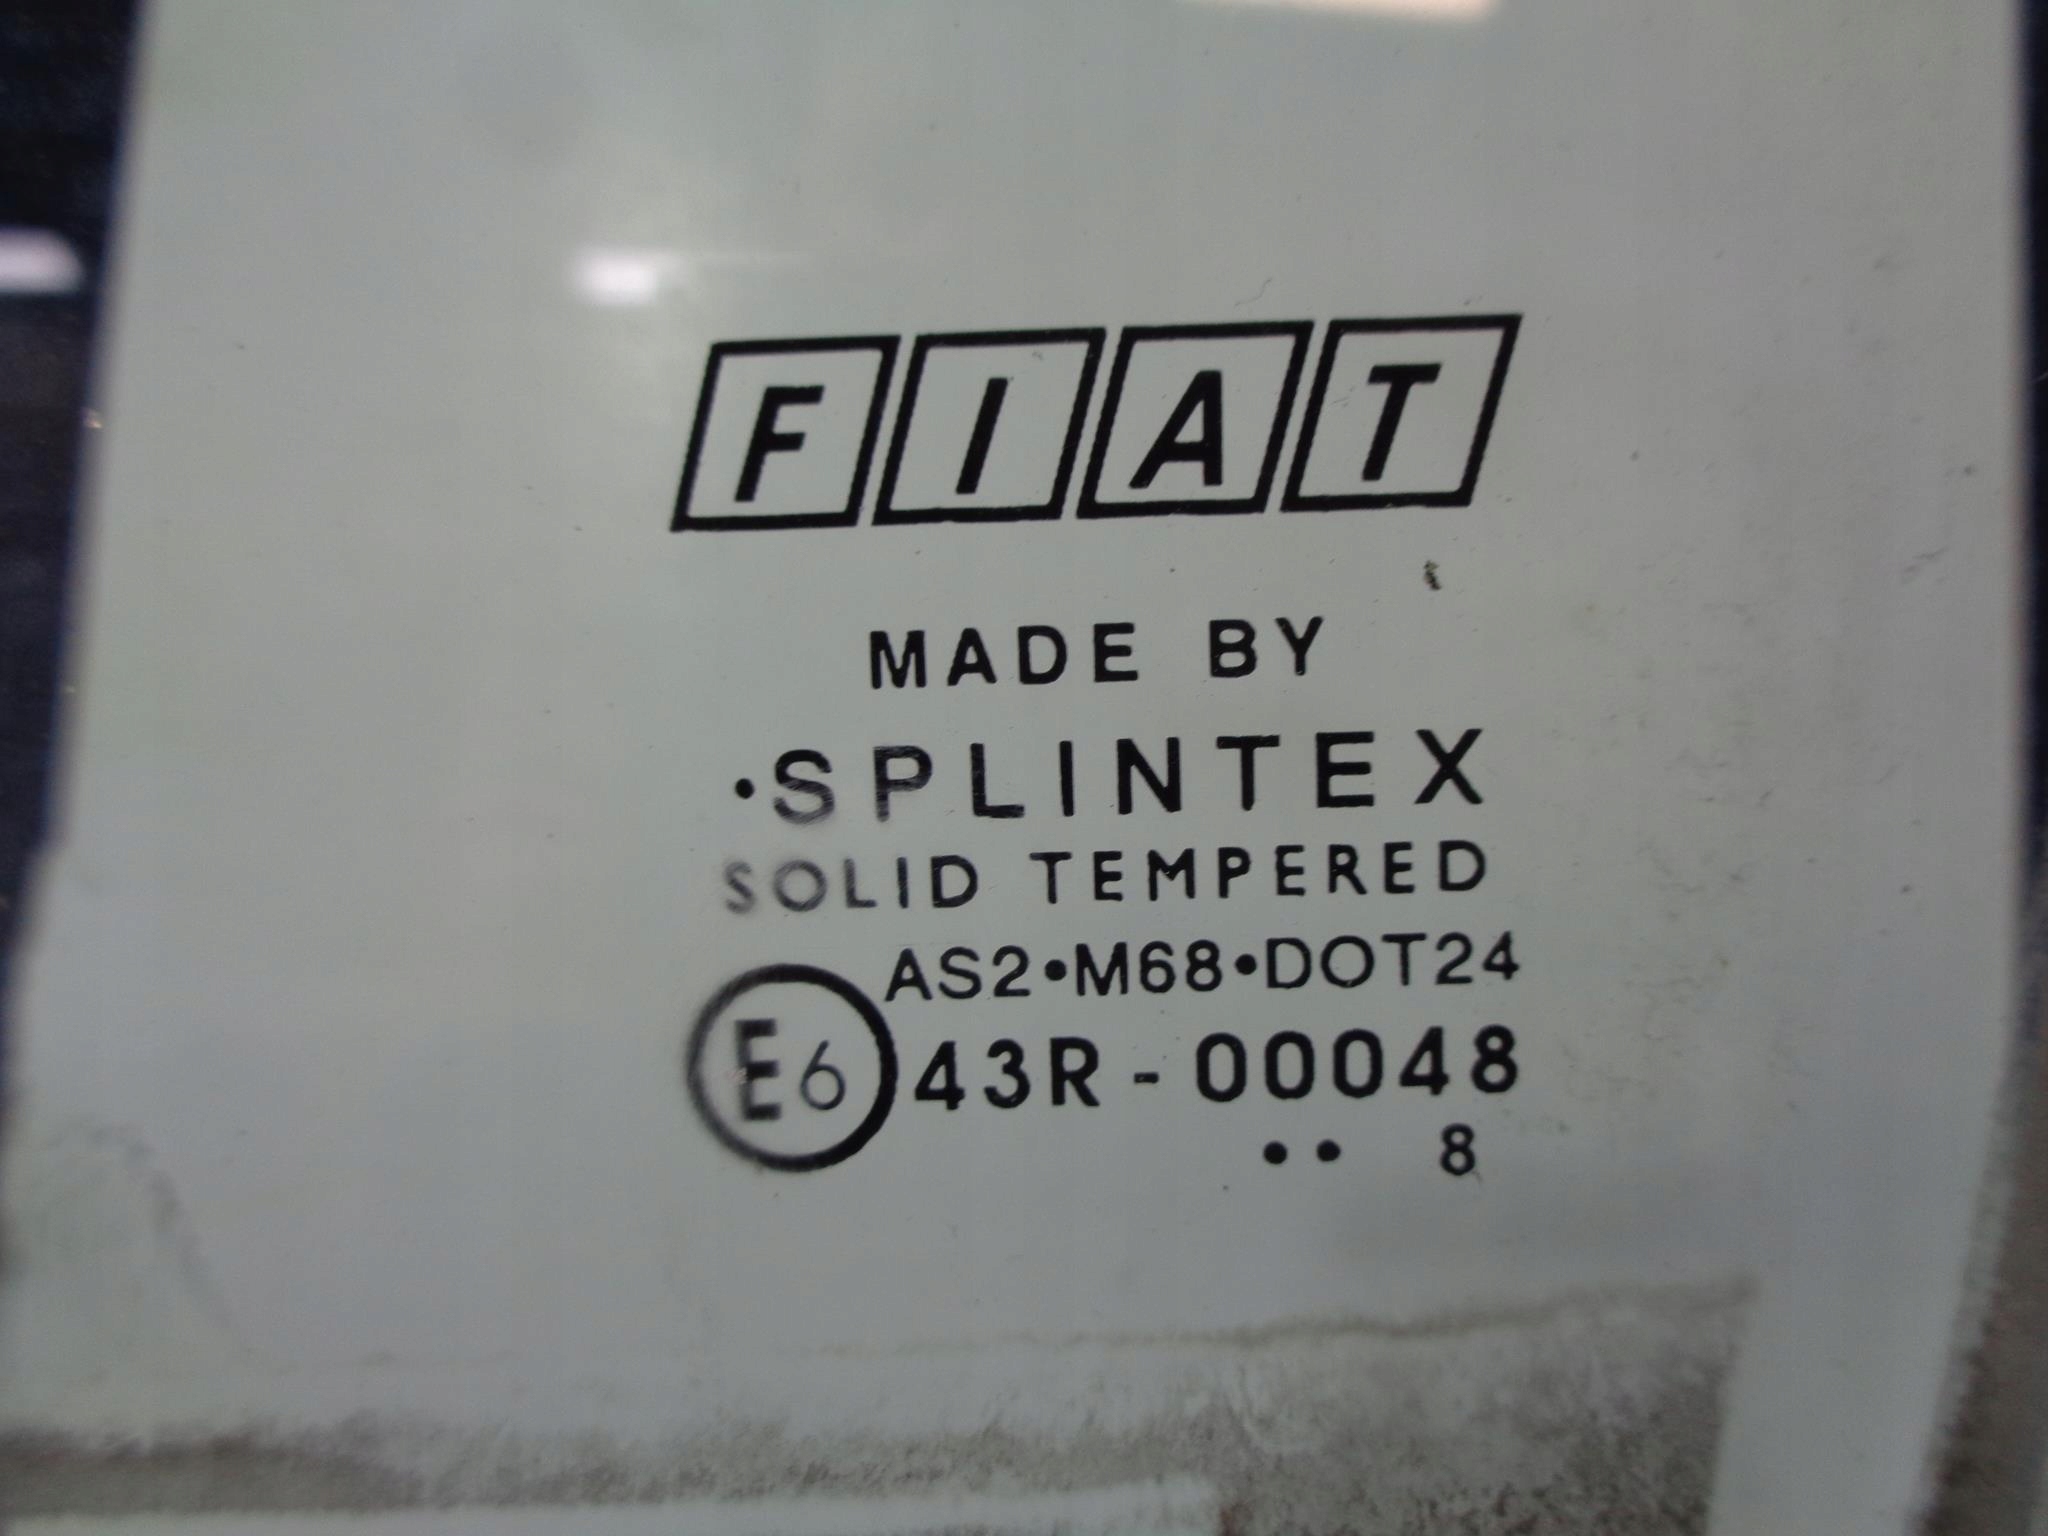 FIAT
MADE BY
•SPLINTEX
SOLID TEMPERED
AS2•M68•DOT24
E6 43R-00048
•• 8